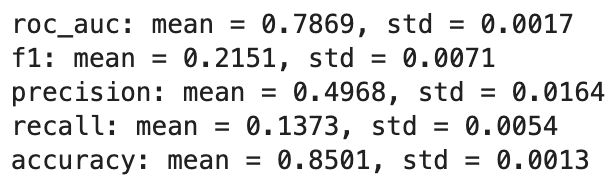 roc_auc: mean = 0.7869, std = 0.0017
f1: mean = 0.2151, std = 0.0071
precision: mean = 0.4968, std = 0.0164
recall: mean = 0.1373, std = 0.0054
accuracy: mean = 0.8501, std = 0.0013